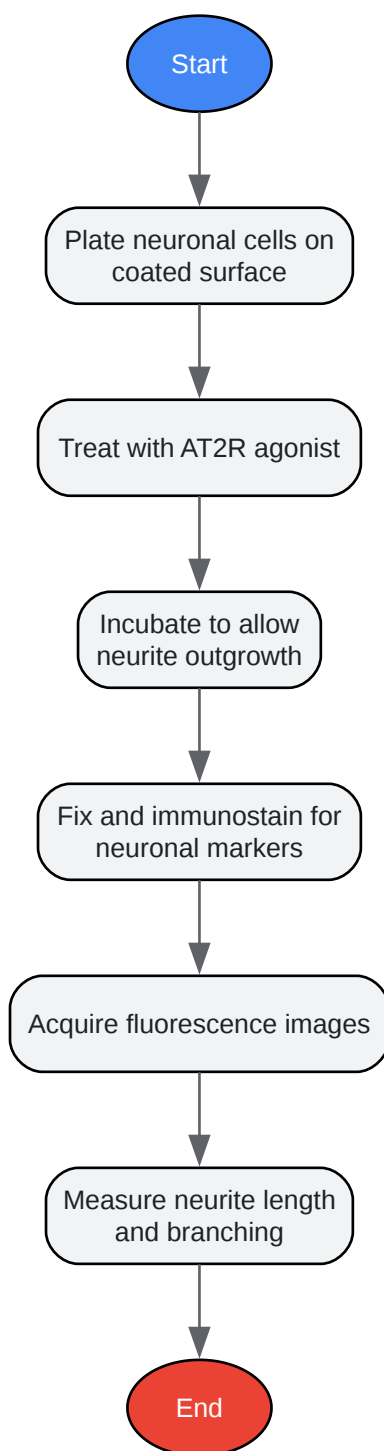 Start
Plate neuronal cells on
coated surface
Treat with AT2R agonist
Incubate to allow
neurite outgrowth
Fix and immunostain for
neuronal markers
Acquire fluorescence images
Measure neurite length
and branching
End